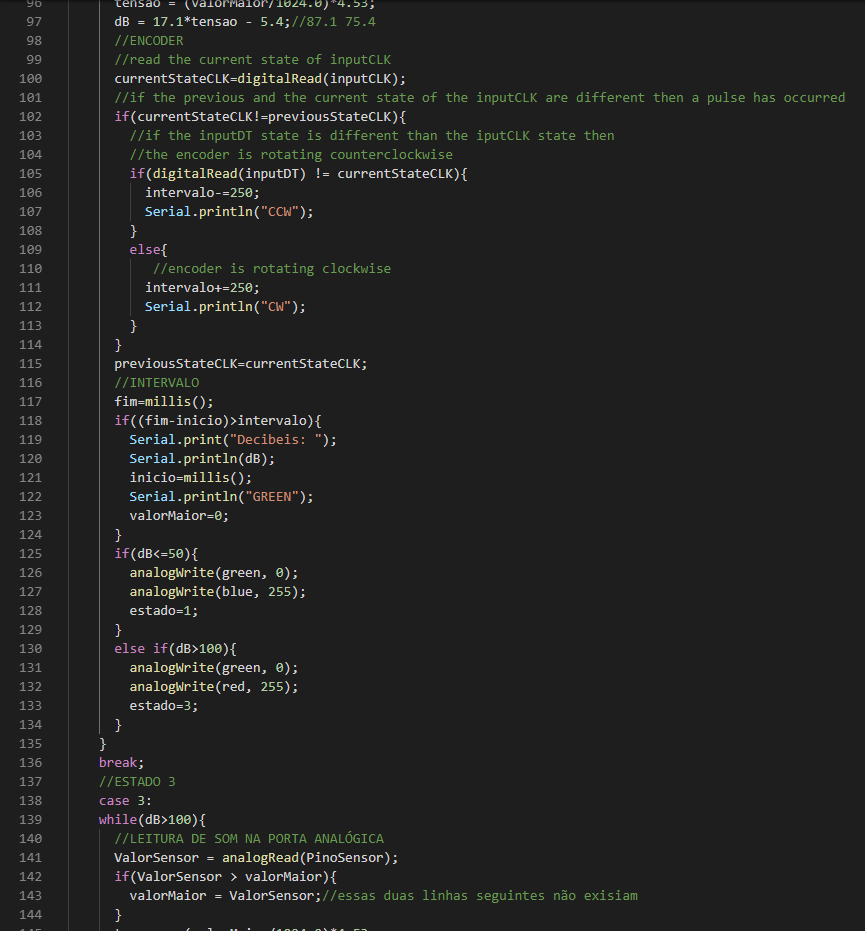 96 tensao = (valorMaior/1024.0)*4.53;
97 dB = 17.1*tensao - 5.4;//87.1 75.4
98 //ENCODER
99 //read the current state of inputCLK
100 currentStateCLK=digitalRead(inputCLK);
101 //if the previous and the current state of the inputCLK are different then a pulse has occurred
102 if(currentStateCLK!=previousStateCLK){
103 //if the inputDT state is different than the iputCLK state then
104 //the encoder is rotating counterclockwise
105 if(digitalRead(inputDT) != currentStateCLK){
106 intervalo-=250;
107 Serial.println("CCW");
108 }
109 else{
110 //encoder is rotating clockwise
111 intervalo+=250;
112 Serial.println("CW");
113 }
114 }
115 previousStateCLK=currentStateCLK;
116 //INTERVALO
117 fim=millis();
118 if((fim-inicio)>intervalo){
119 Serial.print("Decibeis: ");
120 Serial.println(dB);
121 inicio=millis();
122 Serial.println("GREEN");
123 valorMaior=0;
124 }
125 if(dB<=50){
126 analogWrite(green, 0);
127 analogWrite(blue, 255);
128 estado=1;
129 }
130 else if(dB>100){
131 analogWrite(green, 0);
132 analogWrite(red, 255);
133 estado=3;
134 }
135 }
136 break;
137 //ESTADO 3
138 case 3:
139 while(dB>100){
140 //LEITURA DE SOM NA PORTA ANALÓGICA
141 ValorSensor = analogRead(PinoSensor);
142 if(ValorSensor > valorMaior){
143 valorMaior = ValorSensor;//essas duas linhas seguintes não exisiam
144 }